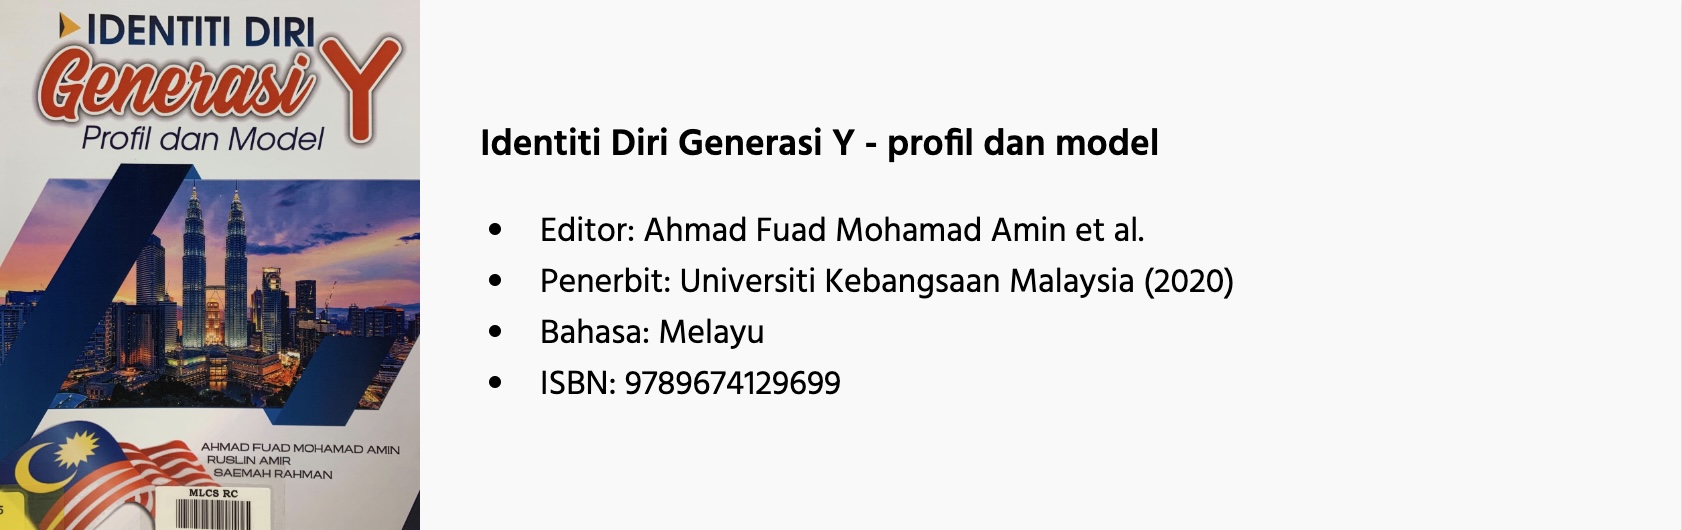 IDENTITI DIRI
Generasi Y
Profil dan Model
AHMAD FUAD MOHAMAD AMIN
RUSLIN AMIR
SAEMAH RAHMAN
MLCS RC
5
Identiti Diri Generasi Y - profil dan model
• Editor: Ahmad Fuad Mohamad Amin et al.
• Penerbit: Universiti Kebangsaan Malaysia (2020)
• Bahasa: Melayu
• ISBN: 9789674129699